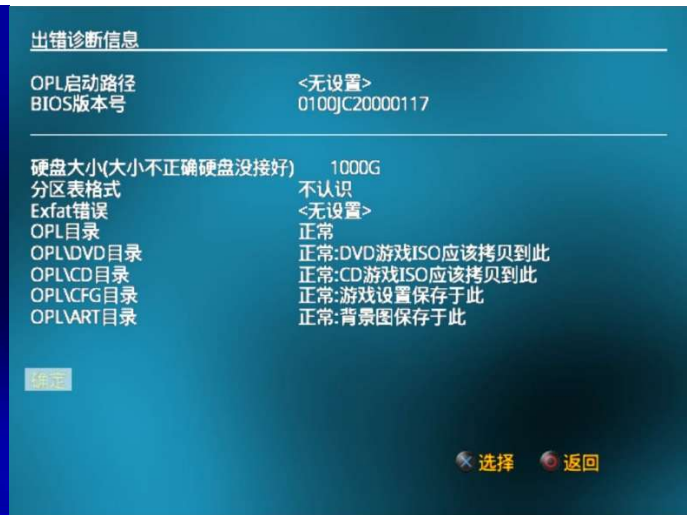 出错诊断信息
OPL启动路径 <无设置>
BIOS版本号 0100JC20000117
硬盘大小(大小不正确硬盘没接好) 1000G
分区表格式 不认识
Exfat错误 <无设置>
OPL目录 正常
OPL\DVD目录 正常:DVD游戏ISO应该拷贝到此
OPL\CD目录 正常:CD游戏ISO应该拷贝到此
OPL\CFG目录 正常:游戏设置保存于此
OPL\ART目录 正常:背景图保存于此
确定
选择 返回